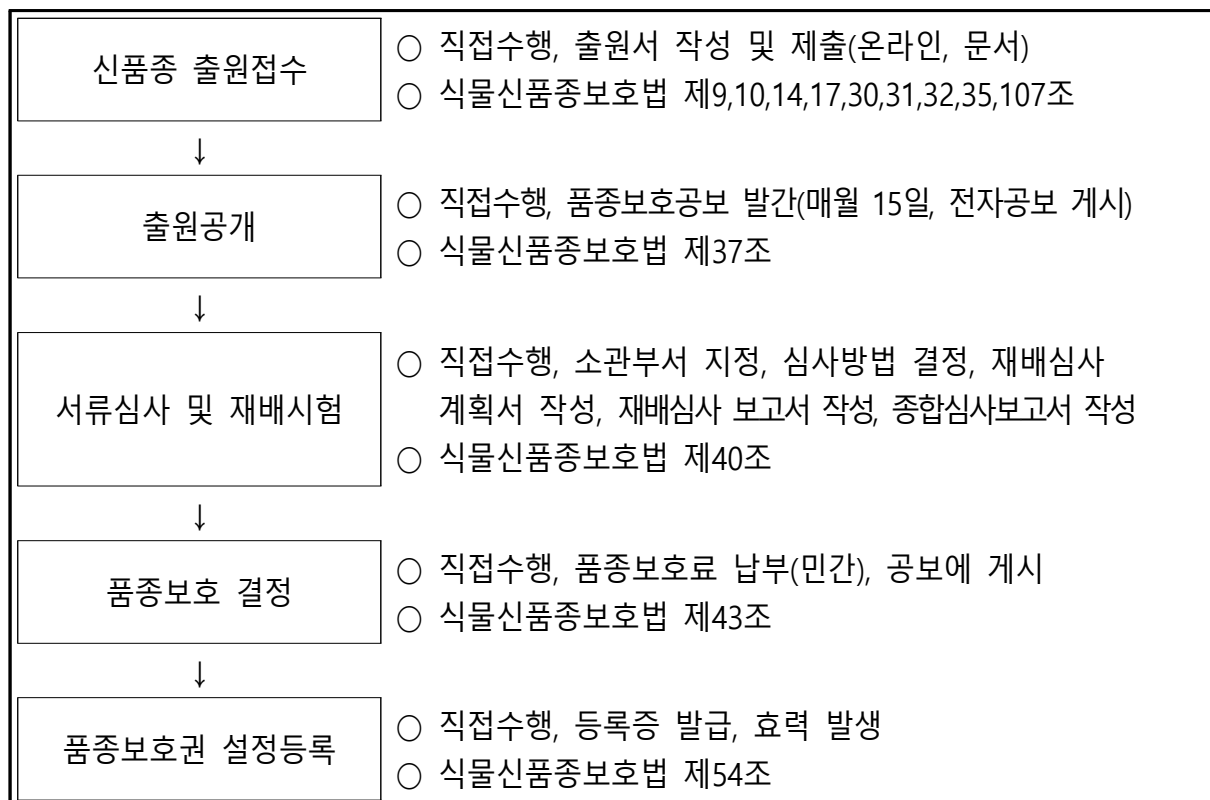 신품종 출원접수
○ 직접수행, 출원서 작성 및 제출(온라인, 문서)
○ 식물신품종보호법 제9,10,14,17,30,31,32,35,107조
↓
출원공개
○ 직접수행, 품종보호공보 발간(매월 15일, 전자공보 게시)
○ 식물신품종보호법 제37조
↓
서류심사 및 재배시험
○ 직접수행, 소관부서 지정, 심사방법 결정, 재배심사
계획서 작성, 재배심사 보고서 작성, 종합심사보고서 작성
○ 식물신품종보호법 제40조
↓
품종보호 결정
○ 직접수행, 품종보호료 납부(민간), 공보에 게시
○ 식물신품종보호법 제43조
↓
품종보호권 설정등록
○ 직접수행, 등록증 발급, 효력 발생
○ 식물신품종보호법 제54조